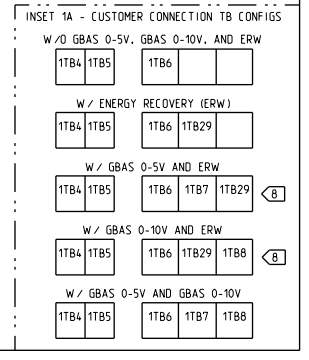 INSET 1A - CUSTOMER CONNECTION TB CONFIGS
W/O GBAS 0-5V, GBAS 0-10V, AND ERW
1TB4 1TB5 1TB6
W/ ENERGY RECOVERY (ERW)
1TB4 1TB5 1TB6 1TB29
W/ GBAS 0-5V AND ERW
1TB4 1TB5 1TB6 1TB7 1TB29 8
W/ GBAS 0-10V AND ERW
1TB4 1TB5 1TB6 1TB29 1TB8 8
W/ GBAS 0-5V AND GBAS 0-10V
1TB4 1TB5 1TB6 1TB7 1TB8